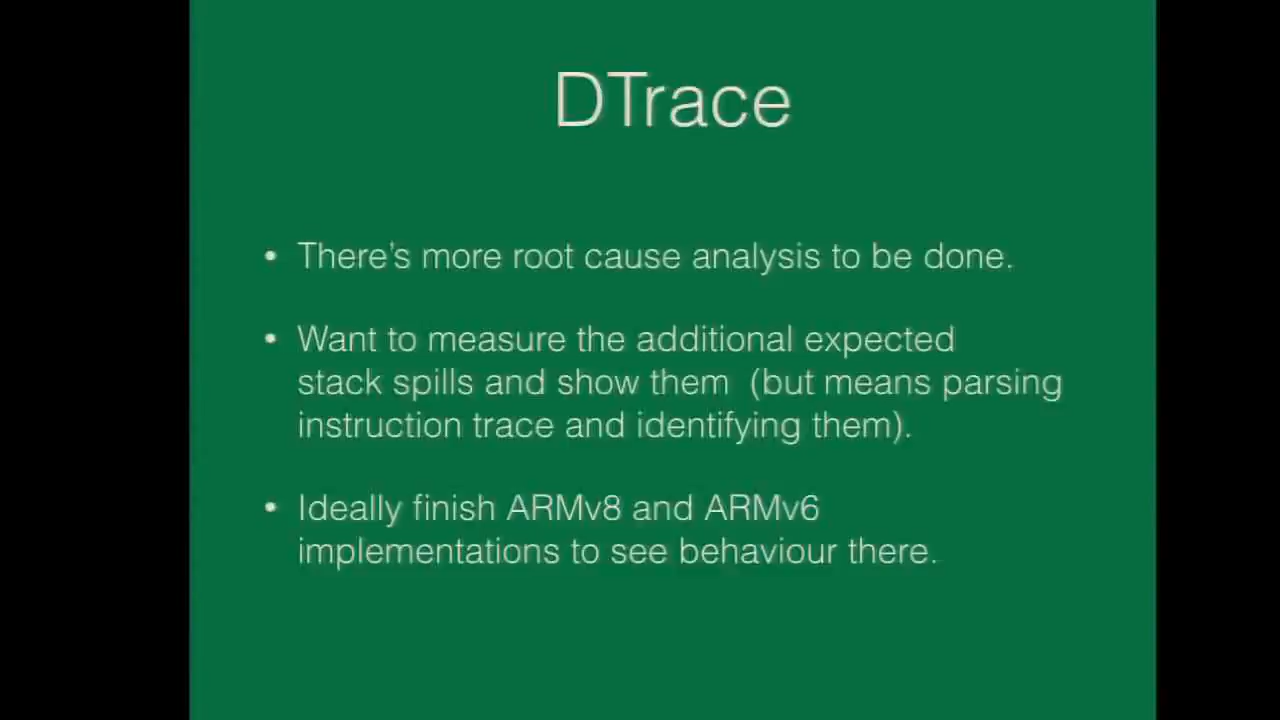 DTrace
• There's more root cause analysis to be done.
• Want to measure the additional expected
stack spills and show them (but means parsing
instruction trace and identifying them).
• Ideally finish ARMv8 and ARMv6
implementations to see behaviour there.